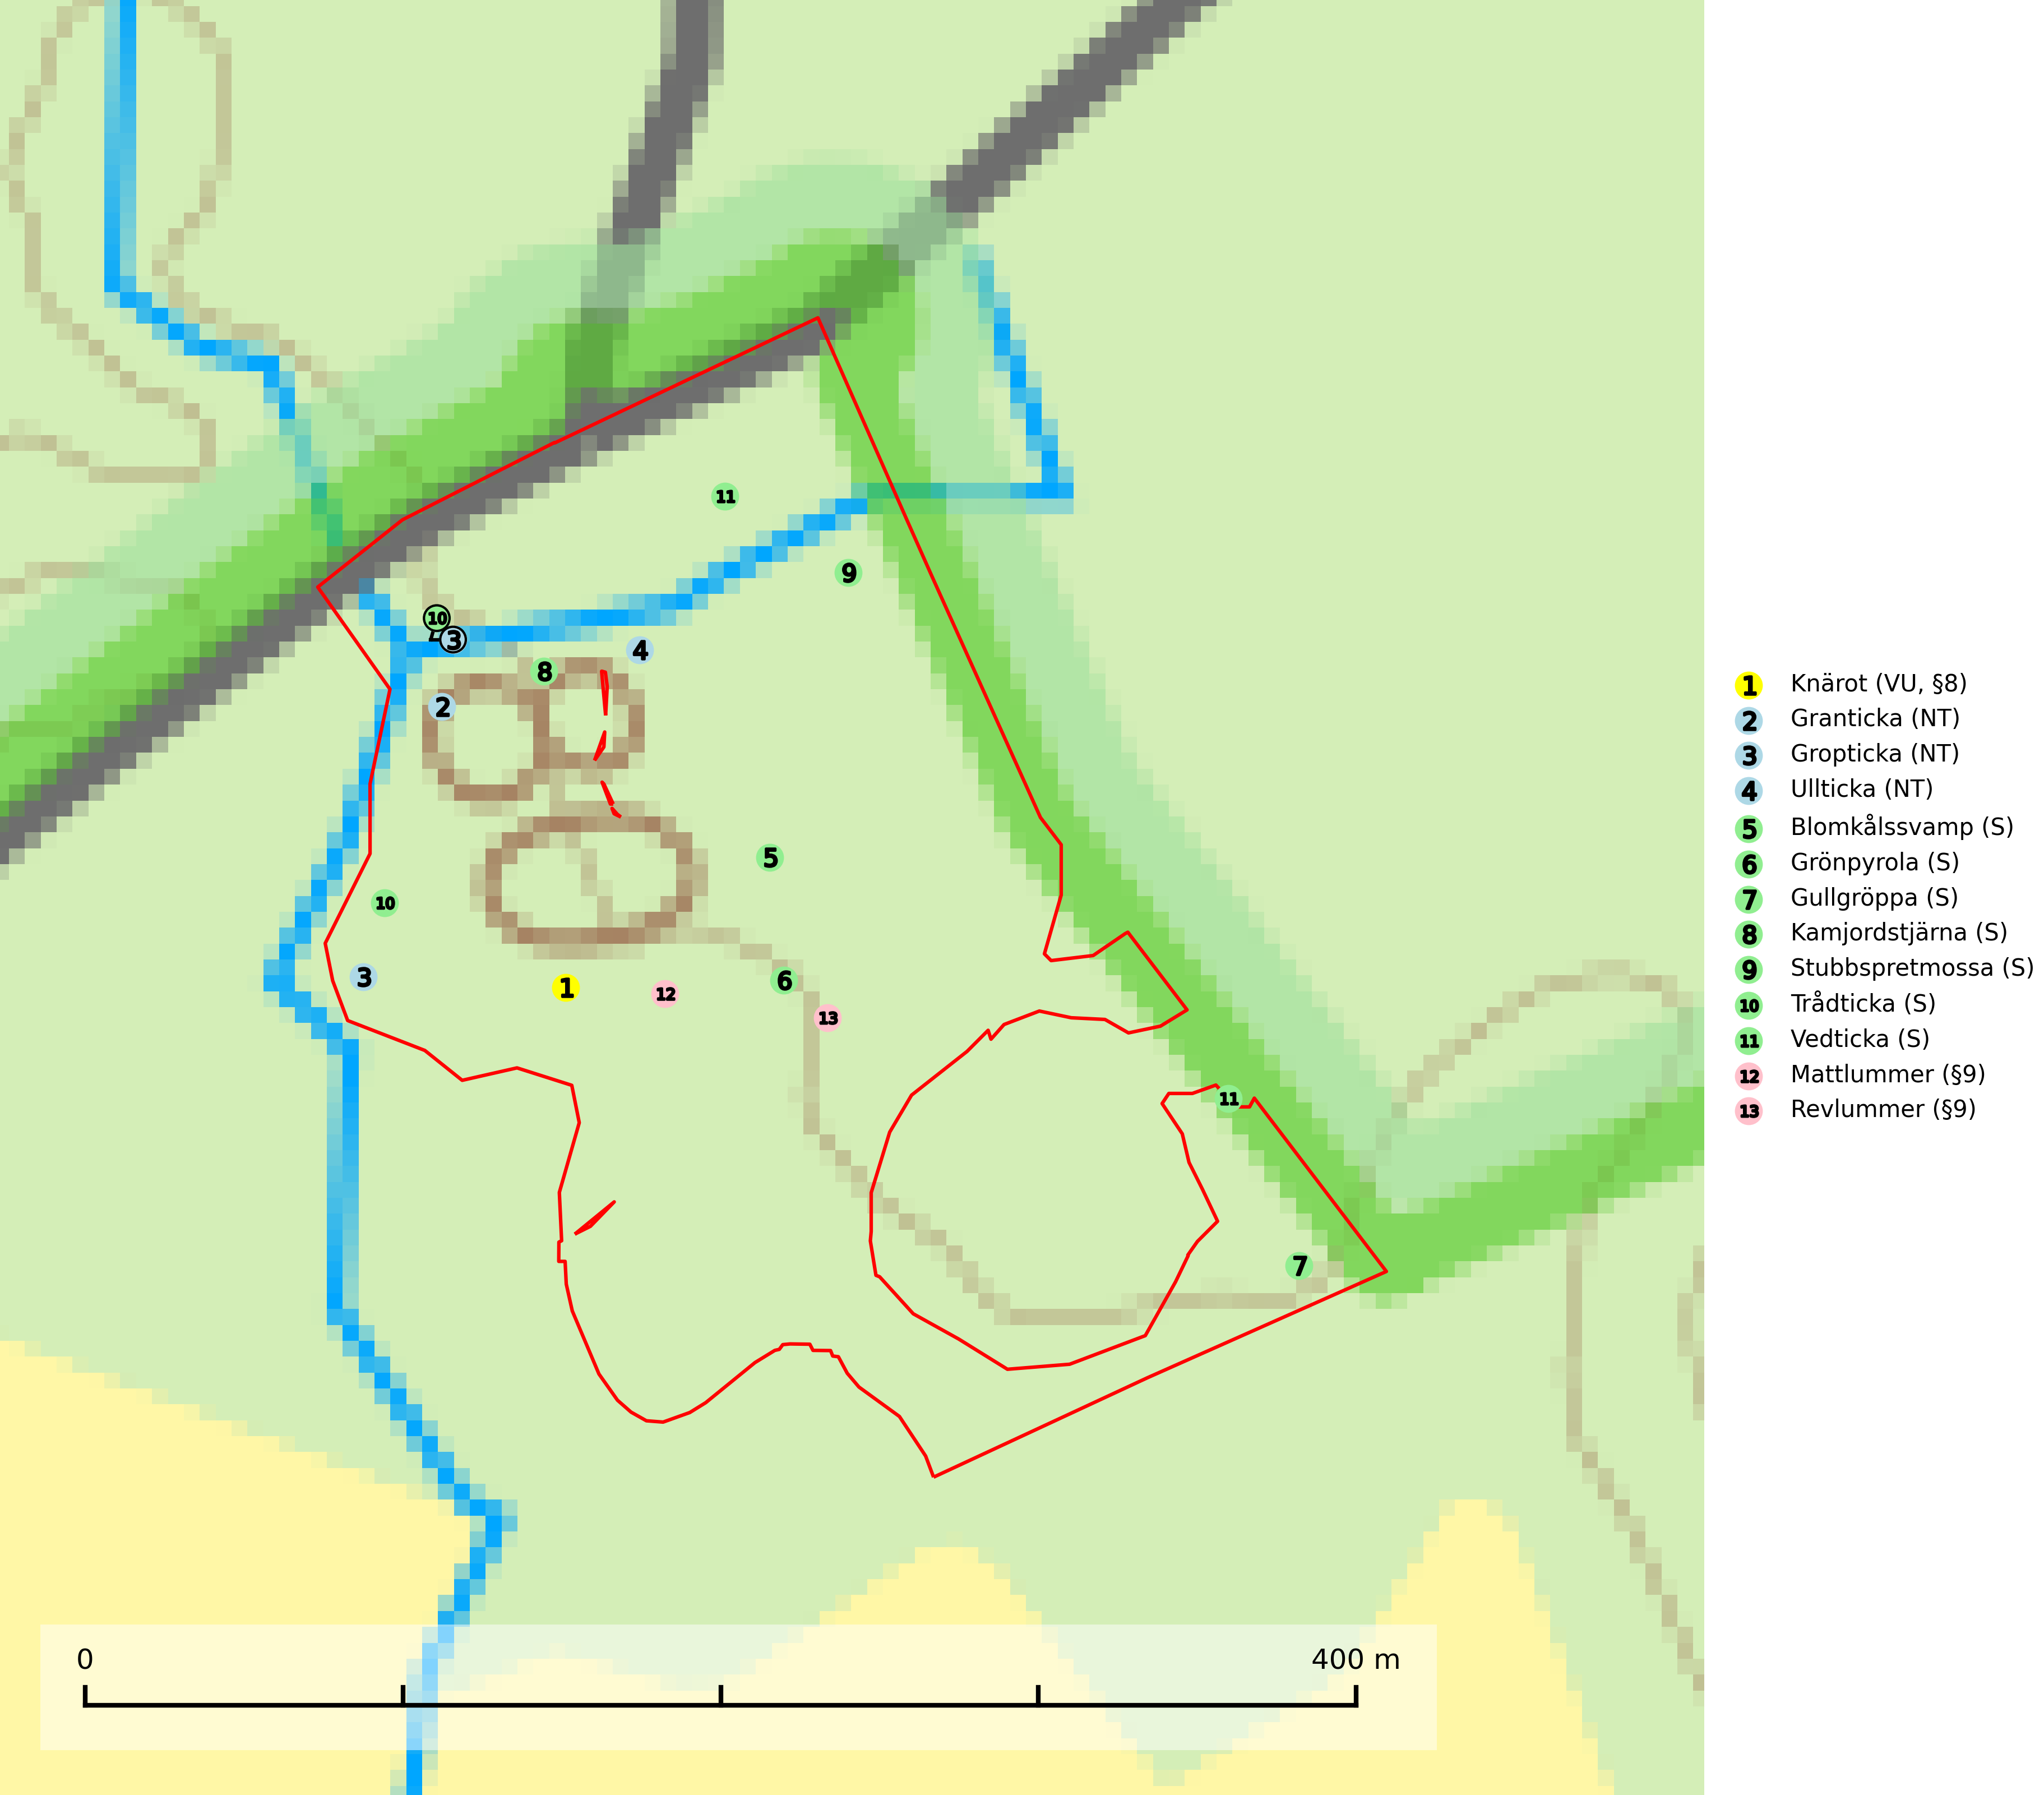 11
9
10
3
4
8
2
5
10
3
1
12
6
13
11
7
1 Knärot (VU, §8)
2 Granticka (NT)
3 Gropticka (NT)
4 Ullticka (NT)
5 Blomkålssvamp (S)
6 Grönpyrola (S)
7 Gullgröppa (S)
8 Kamjordstjärna (S)
9 Stubbspretmossa (S)
10 Trådticka (S)
11 Vedticka (S)
12 Mattlummer (§9)
13 Revlummer (§9)
0 400 m